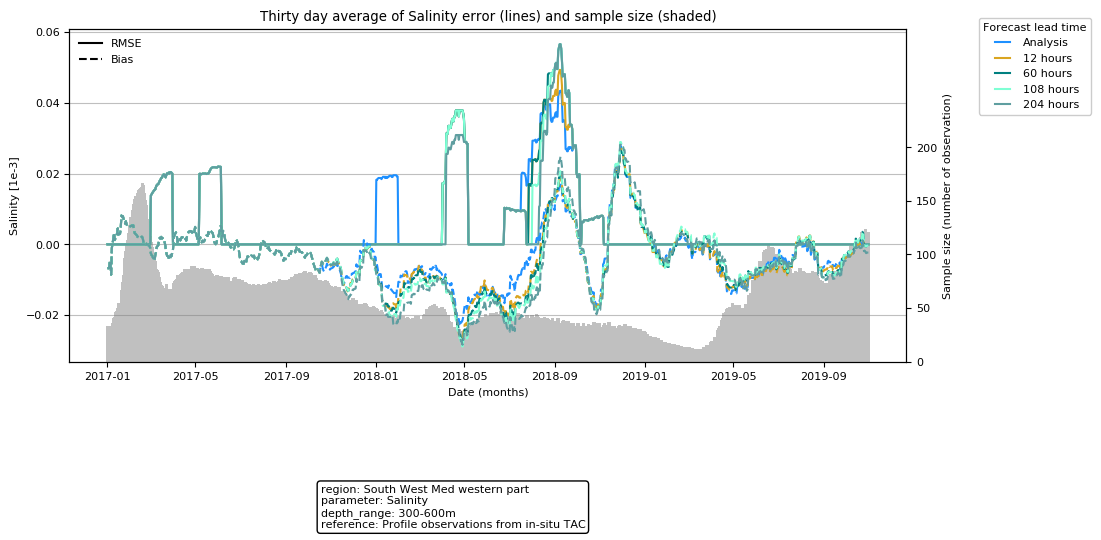 Thirty day average of Salinity error (lines) and sample size (shaded)
Forecast lead time
Analysis
12 hours
60 hours
108 hours
204 hours
RMSE
Bias
0.06
0.04
0.02
0.00
−0.02
Salinity [1e-3]
200
150
100
50
0
Sample size (number of observation)
2017-01 2017-05 2017-09 2018-01 2018-05 2018-09 2019-01 2019-05 2019-09
Date (months)
region: South West Med western part
parameter: Salinity
depth_range: 300-600m
reference: Profile observations from in-situ TAC